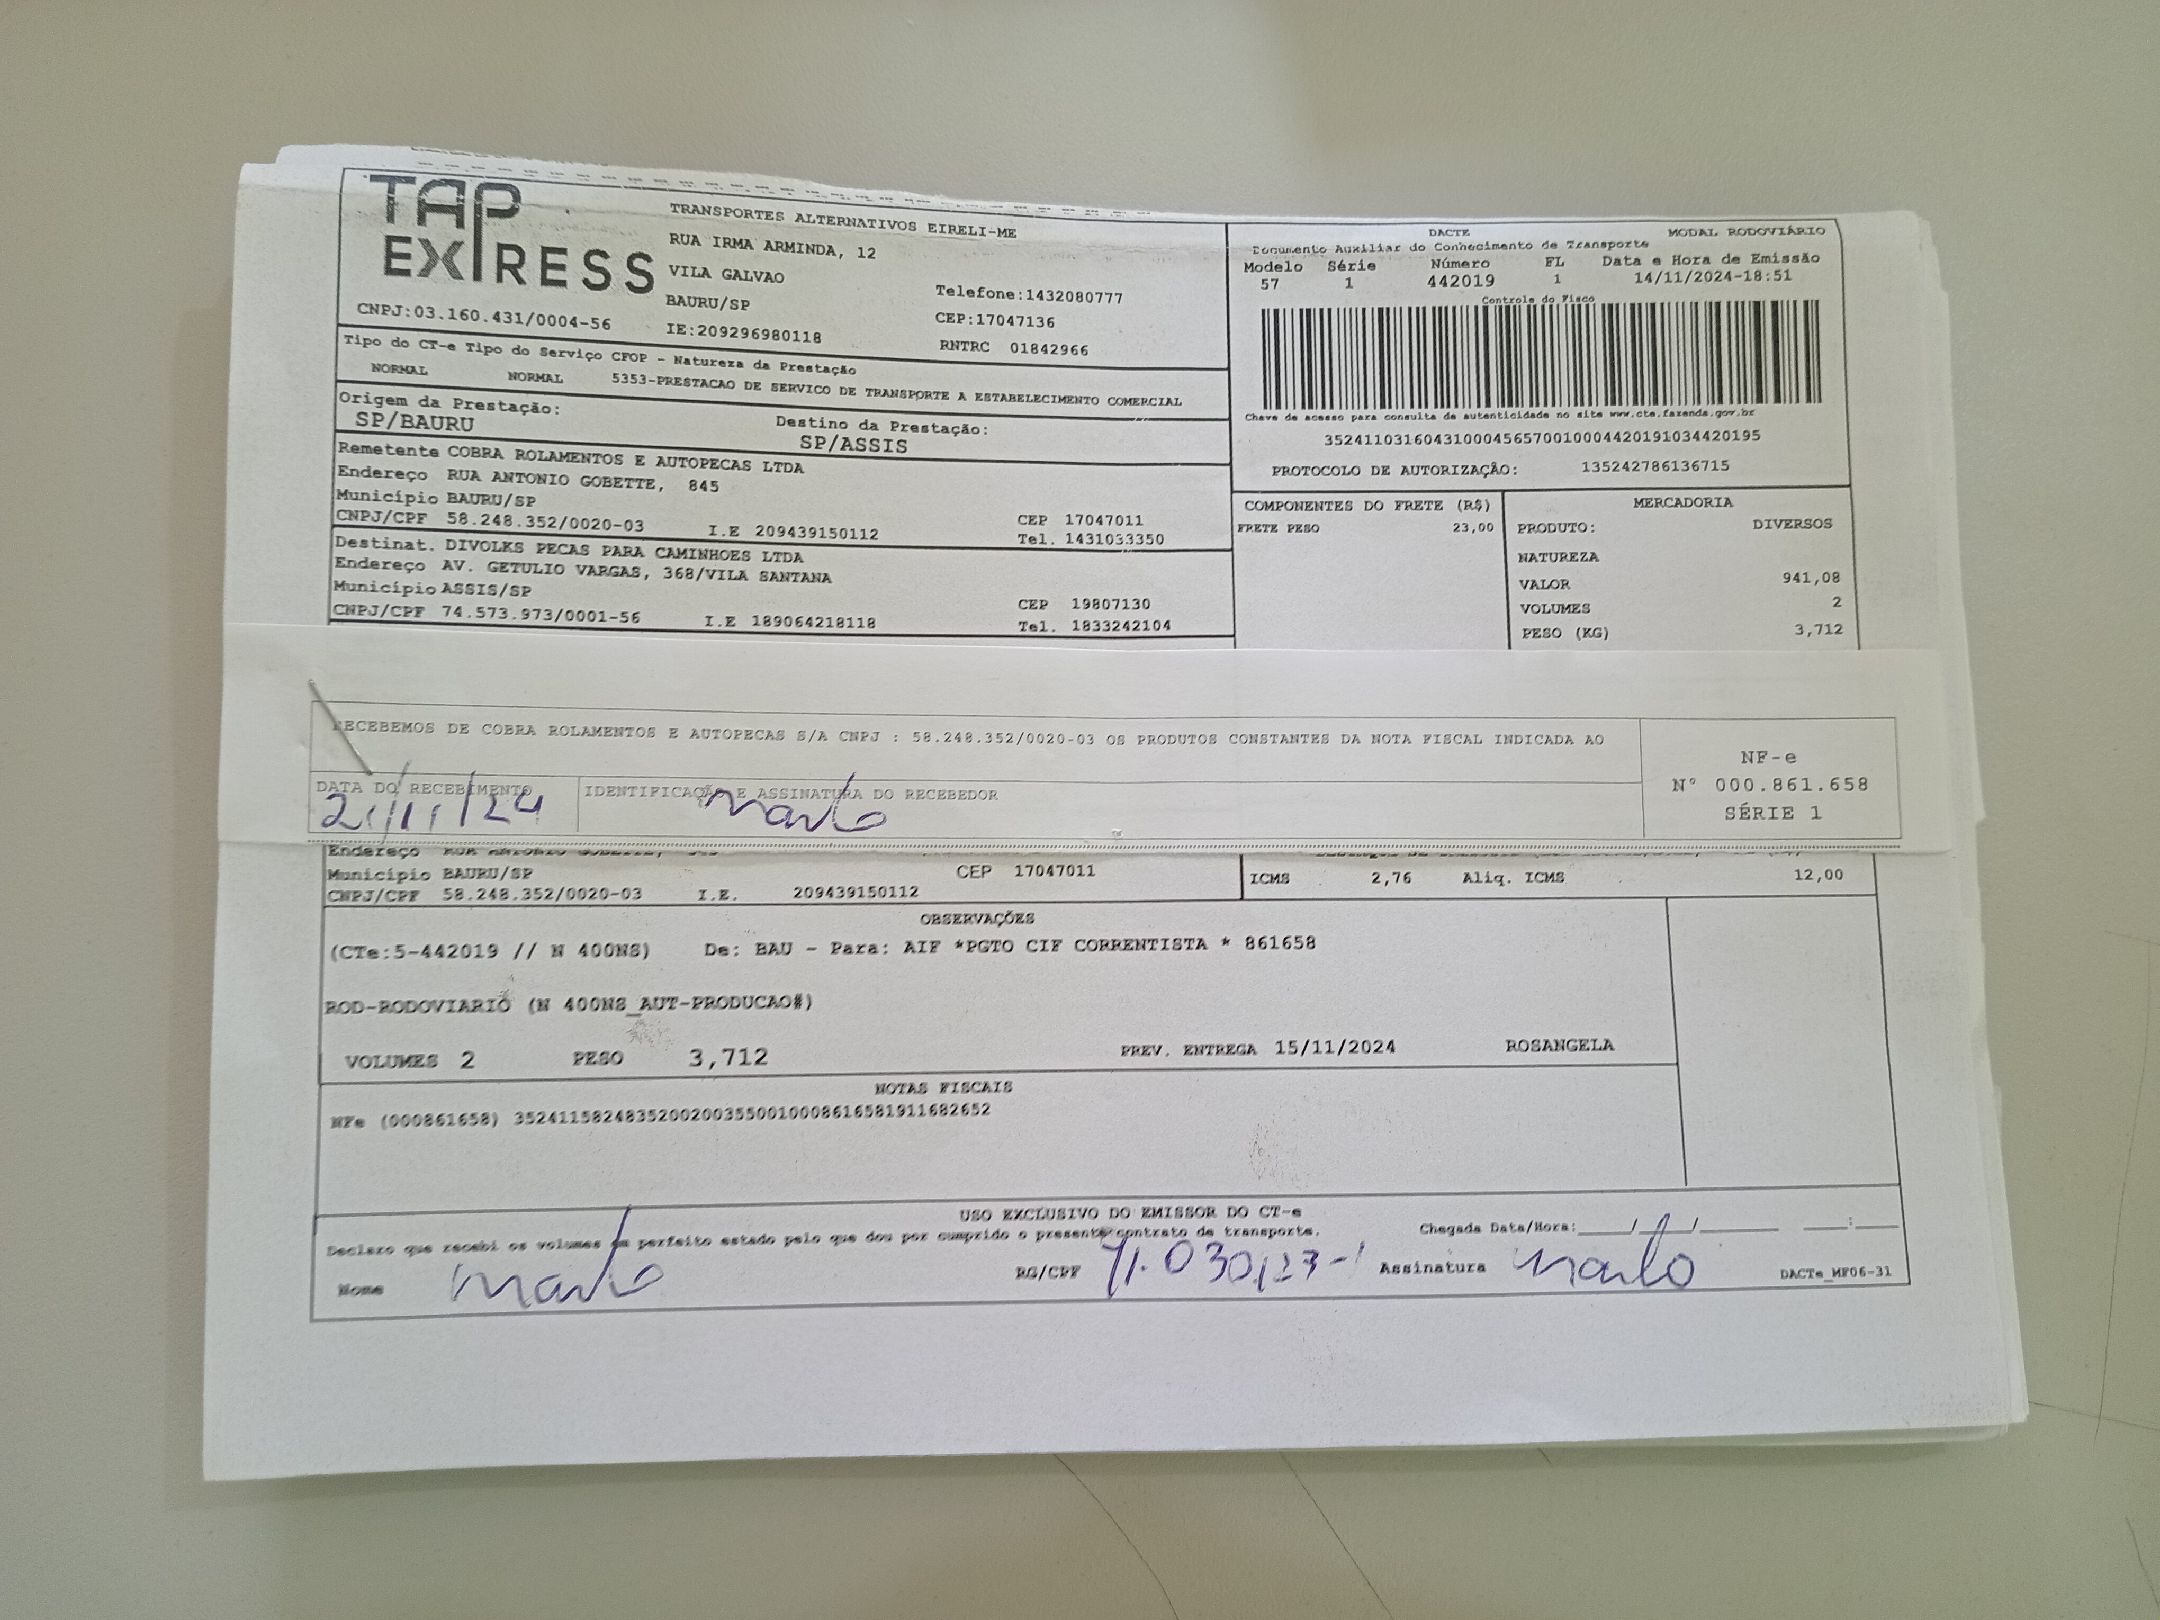 TAP
EXPRESS
TRANSPORTES ALTERNATIVOS EIRELI-ME
RUA IRMA ARMINDA, 12
VILA GALVAO
BAURU/SP
Telefone:1432080777
CEP:17047136
CNPJ:03.160.431/0004-56
IE:209296980118
RNTRC 01842966
DACTE MODAL RODOVIÁRIO
Documento Auxiliar do Conhecimento de Transporte
Modelo Série Número FL Data e Hora de Emissão
57 1 442019 1 14/11/2024-18:51
Controle do Fisco
Chave de acesso para consulta de autenticidade no site www.cte.fazenda.gov.br
35241103160431000456570010004420191034420195
PROTOCOLO DE AUTORIZAÇÃO: 135242786136715
Tipo do CT-e Tipo do Serviço CFOP - Natureza da Prestação
NORMAL NORMAL 5353-PRESTACAO DE SERVICO DE TRANSPORTE A ESTABELECIMENTO COMERCIAL
Origem da Prestação: Destino da Prestação:
SP/BAURU SP/ASSIS
Remetente COBRA ROLAMENTOS E AUTOPECAS LTDA
Endereço RUA ANTONIO GOBETTE, 845
Município BAURU/SP CEP 17047011
CNPJ/CPF 58.248.352/0020-03 I.E 209439150112 Tel. 1431033350
Destinat. DIVOLKS PECAS PARA CAMINHOES LTDA
Endereço AV. GETULIO VARGAS, 368/VILA SANTANA
Município ASSIS/SP CEP 19807130
CNPJ/CPF 74.573.973/0001-56 I.E 189064218118 Tel. 1833242104
COMPONENTES DO FRETE (R$)
FRETE PESO 23,00
MERCADORIA
PRODUTO: DIVERSOS
NATUREZA
VALOR 941,08
VOLUMES 2
PESO (KG) 3,712
RECEBEMOS DE COBRA ROLAMENTOS E AUTOPECAS S/A CNPJ : 58.248.352/0020-03 OS PRODUTOS CONSTANTES DA NOTA FISCAL INDICADA AO
DATA DO RECEBIMENTO IDENTIFICAÇÃO E ASSINATURA DO RECEBEDOR
21/11/24
NF-e
N° 000.861.658
SÉRIE 1
Endereço RUA ANTONIO GOBETTE,
Município BAURU/SP CEP 17047011
CNPJ/CPF 58.248.352/0020-03 I.E. 209439150112
ICMS 2,76 Aliq. ICMS 12,00
OBSERVAÇÕES
(CTe:5-442019 // N 400NS) De: BAU - Para: AIF *PGTO CIF CORRENTISTA * 861658
ROD-RODOVIARIO (N 400NS_AUT-PRODUCAO#)
VOLUMES 2 PESO 3,712 PREV. ENTREGA 15/11/2024 ROSANGELA
NOTAS FISCAIS
NFe (000861658) 35241158248352002003550010008616581911682652
USO EXCLUSIVO DO EMISSOR DO CT-e
Declaro que recebi os volumes em perfeito estado pelo que dou por cumprido o presente contrato de transporte.
Chegada Data/Hora:____/____/________ ____:____
Nome RG/CPF Assinatura
DACTe_MF06-31